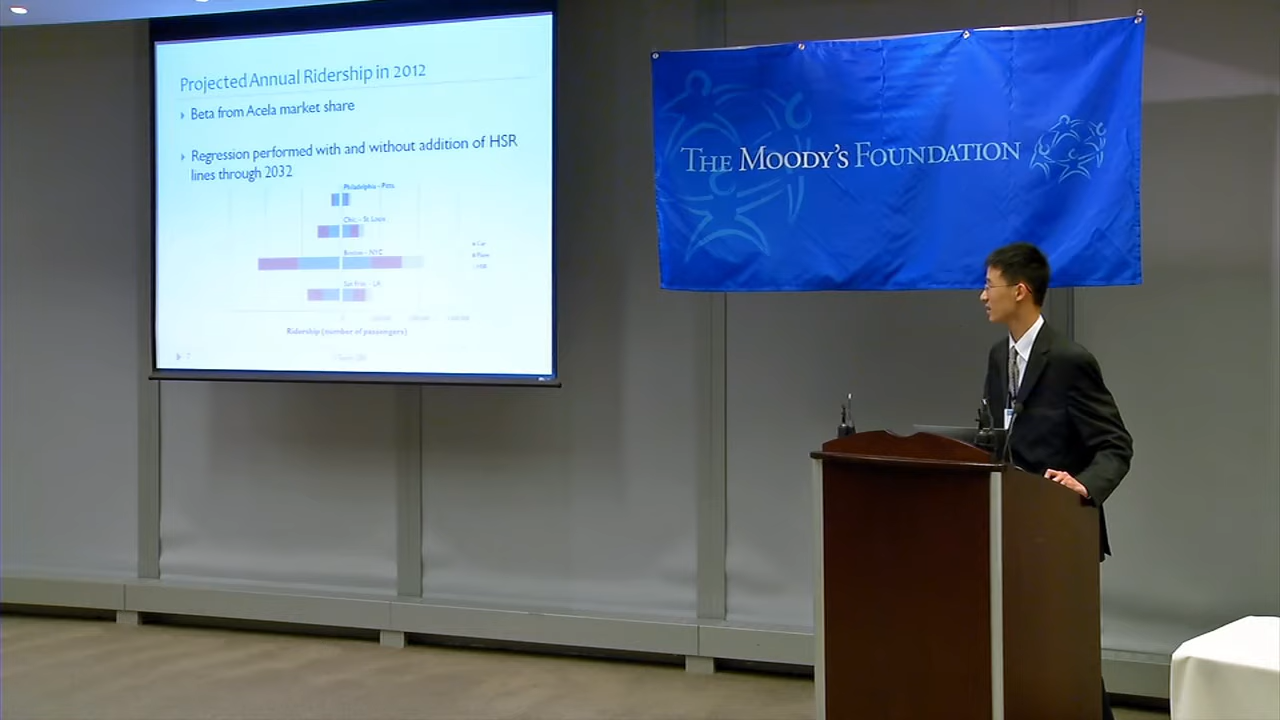 Projected Annual Ridership in 2012
Beta from Acela market share
Regression performed with and without addition of HSR
lines through 2032
Philadelphia - Pitts.
Chic - St. Louis
Boston - NYC
San Fran - LA
Ridership (number of passengers)
7
THE MOODY'S FOUNDATION